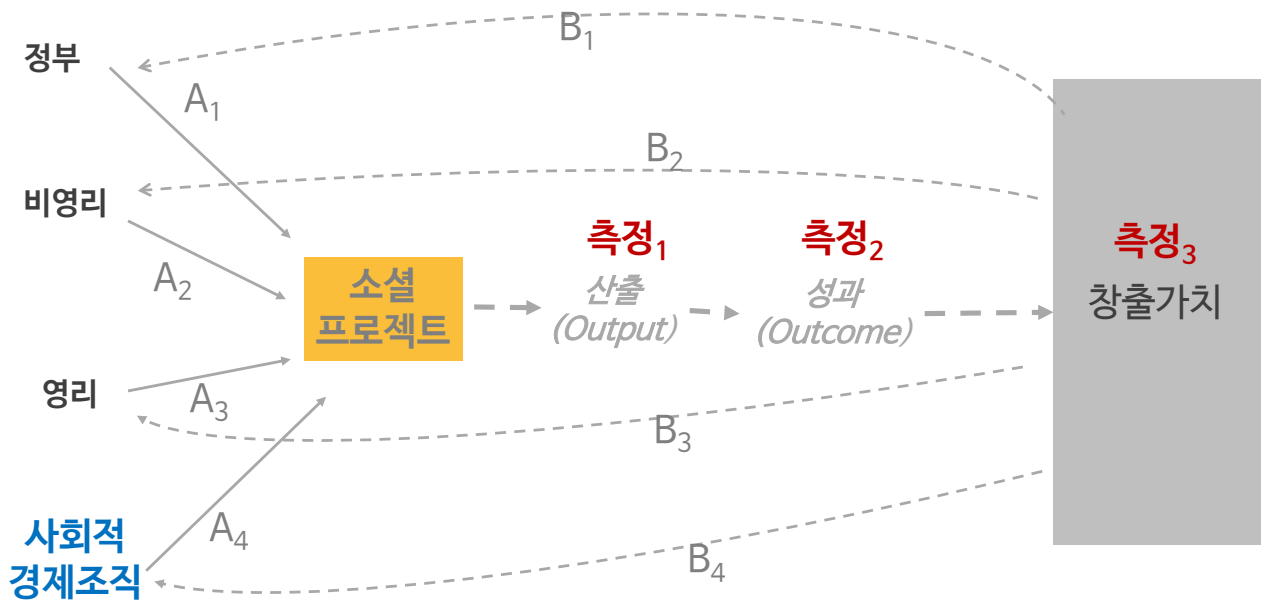 정부
비영리
영리
사회적
경제조직
A₁
A₂
A₃
A₄
소셜
프로젝트
측정₁
산출
(Output)
측정₂
성과
(Outcome)
측정₃
창출가치
B₁
B₂
B₃
B₄